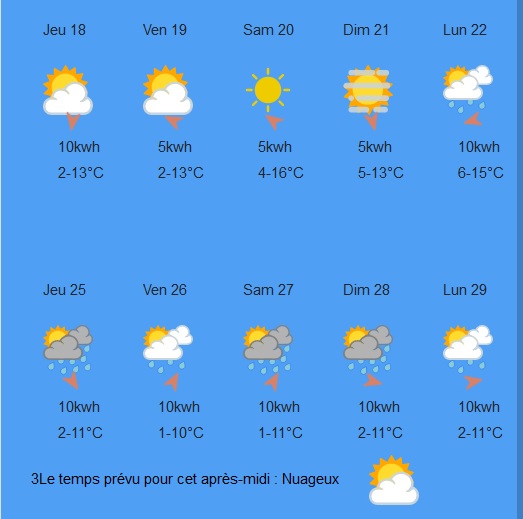 Jeu 18 Ven 19 Sam 20 Dim 21 Lun 22
10kwh 5kwh 5kwh 5kwh 10kwh
2-13°C 2-13°C 4-16°C 5-13°C 6-15°C
Jeu 25 Ven 26 Sam 27 Dim 28 Lun 29
10kwh 10kwh 10kwh 10kwh 10kwh
2-11°C 1-10°C 1-11°C 2-11°C 2-11°C
3Le temps prévu pour cet après-midi : Nuageux